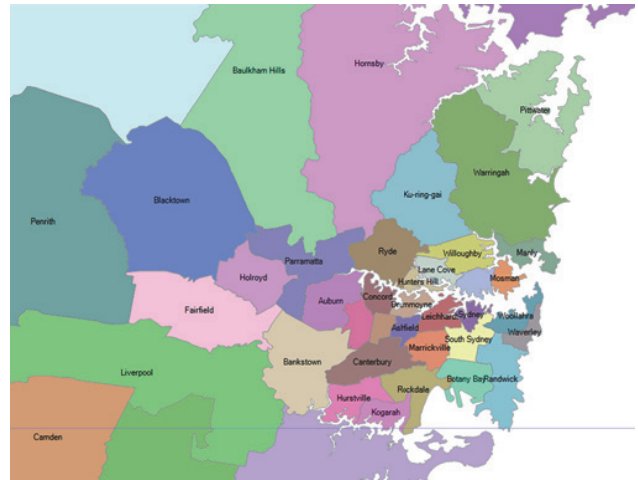 Hornsby
Baulkham Hills
Pittwater
Warringah
Ku-ring-gai
Blacktown
Penrith
Ryde
Willoughby
Manly
Parramatta
Lane Cove
Holroyd
Hunters Hill
Mosman
Auburn
Concord
Drummoyne
Fairfield
Leichhardt
Sydney
Woollahra
Ashfield
Waverley
South Sydney
Marrickville
Bankstown
Canterbury
Liverpool
Botany Bay
Randwick
Rockdale
Hurstville
Kogarah
Camden